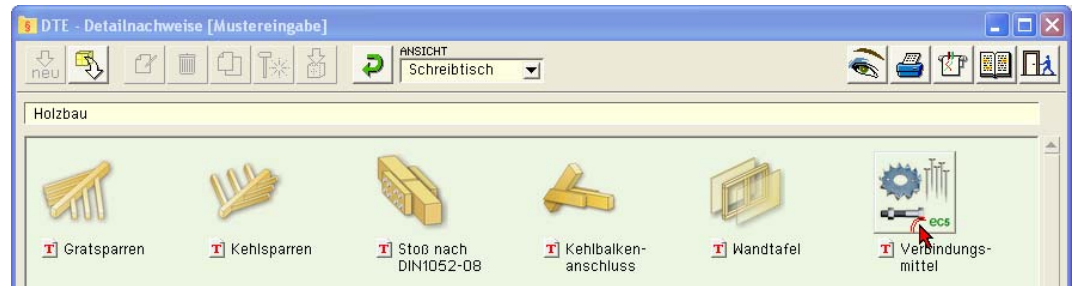 DTE - Detailnachweise [Mustereingabe]
neu
ANSICHT
Schreibtisch
Holzbau
ecs
T Gratsparren
T Kehlsparren
T Stoß nach
DIN1052-08
T Kehlbalken-
anschluss
T Wandtafel
T Verbindungs-
mittel